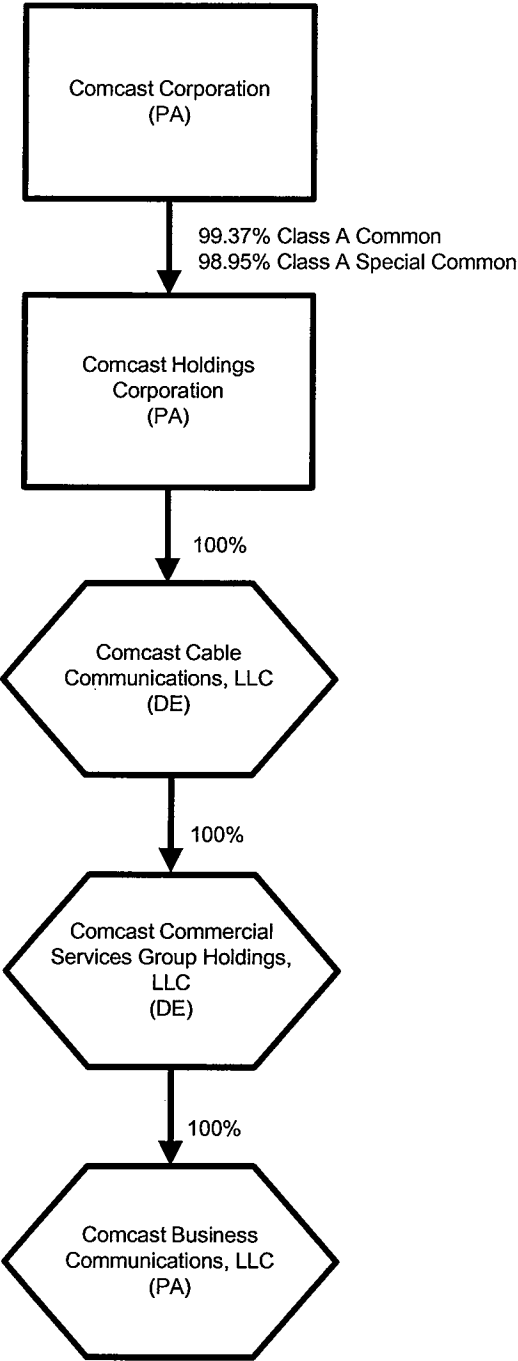 Comcast Corporation
(PA)
99.37% Class A Common
98.95% Class A Special Common
Comcast Holdings
Corporation
(PA)
100%
Comcast Cable
Communications, LLC
(DE)
100%
Comcast Commercial
Services Group Holdings,
LLC
(DE)
100%
Comcast Business
Communications, LLC
(PA)